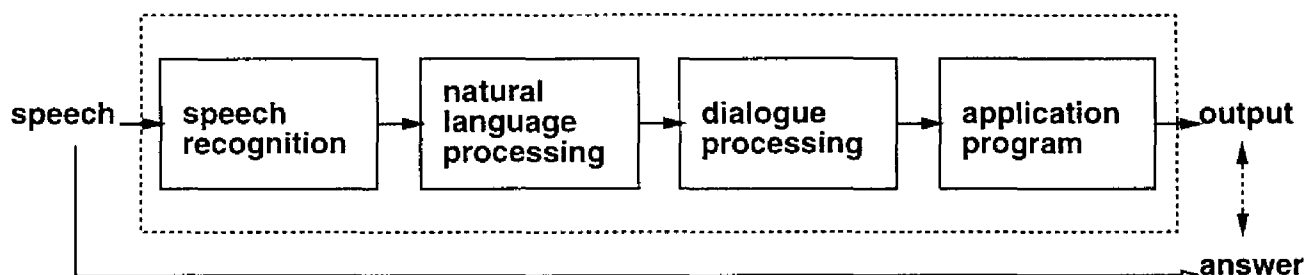 speech
speech
recognition
natural
language
processing
dialogue
processing
application
program
output
answer